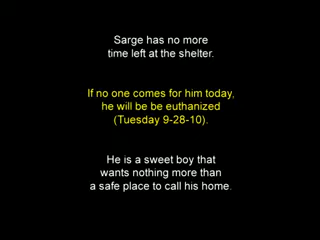 Sarge has no more
time left at the shelter.
If no one comes for him today,
he will be be euthanized
(Tuesday 9-28-10).
He is a sweet boy that
wants nothing more than
a safe place to call his home.